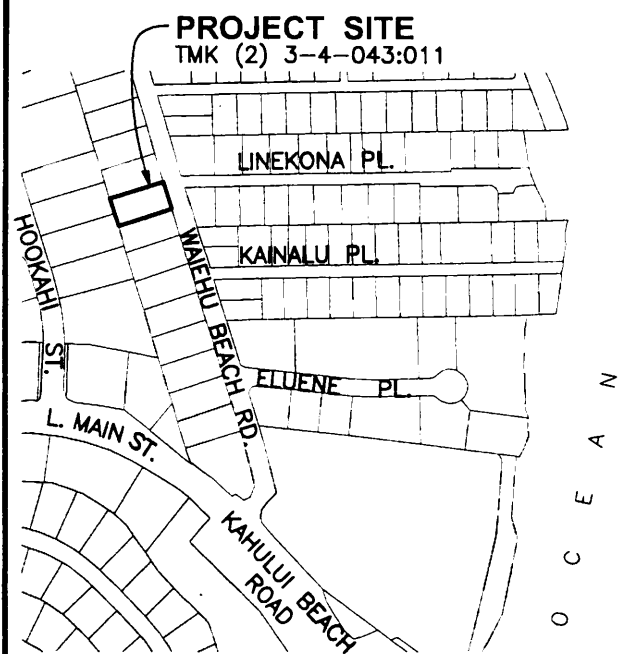 PROJECT SITE
TMK (2) 3-4-043:011
LINEKONA PL.
HOOKAHI ST.
WAIEHU BEACH RD.
KAINALU PL.
ELUENE PL.
L. MAIN ST.
KAHULUI BEACH
ROAD
OCEAN